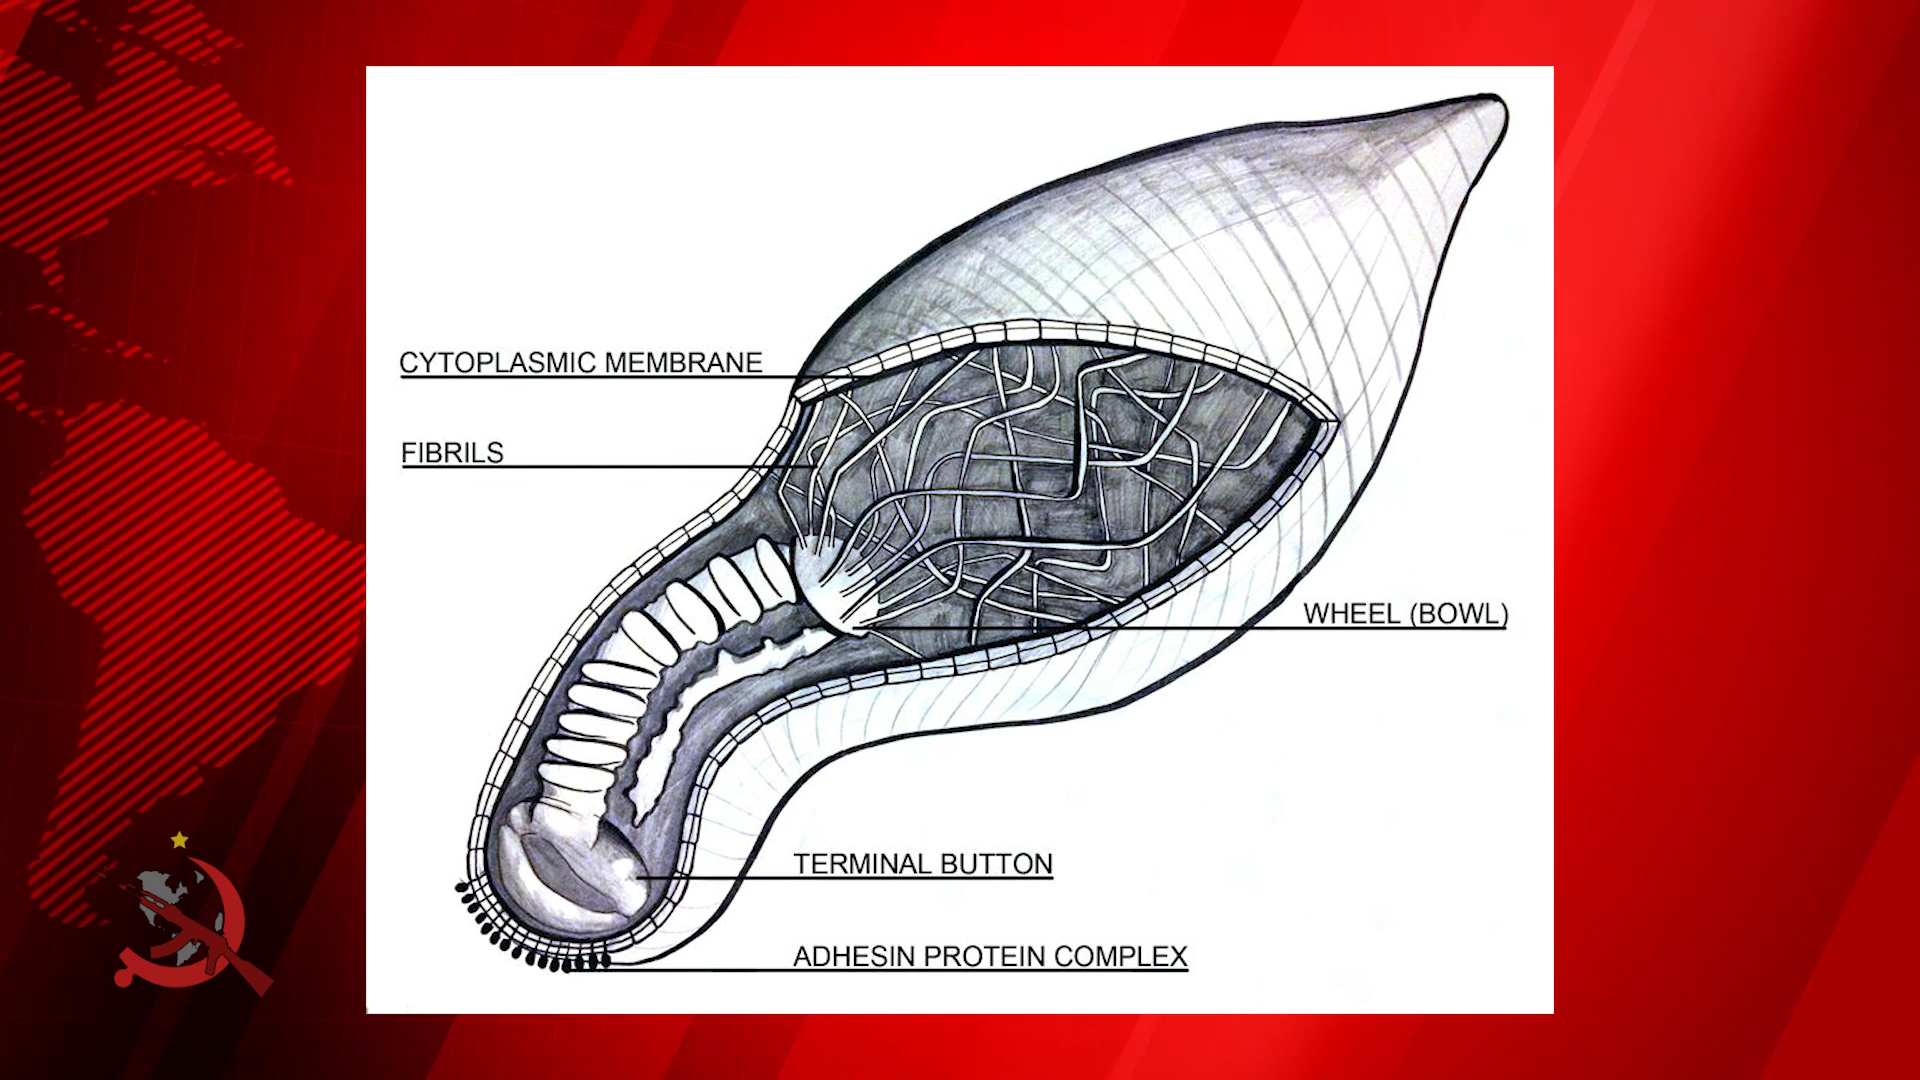 CYTOPLASMIC MEMBRANE
FIBRILS
WHEEL (BOWL)
TERMINAL BUTTON
ADHESIN PROTEIN COMPLEX